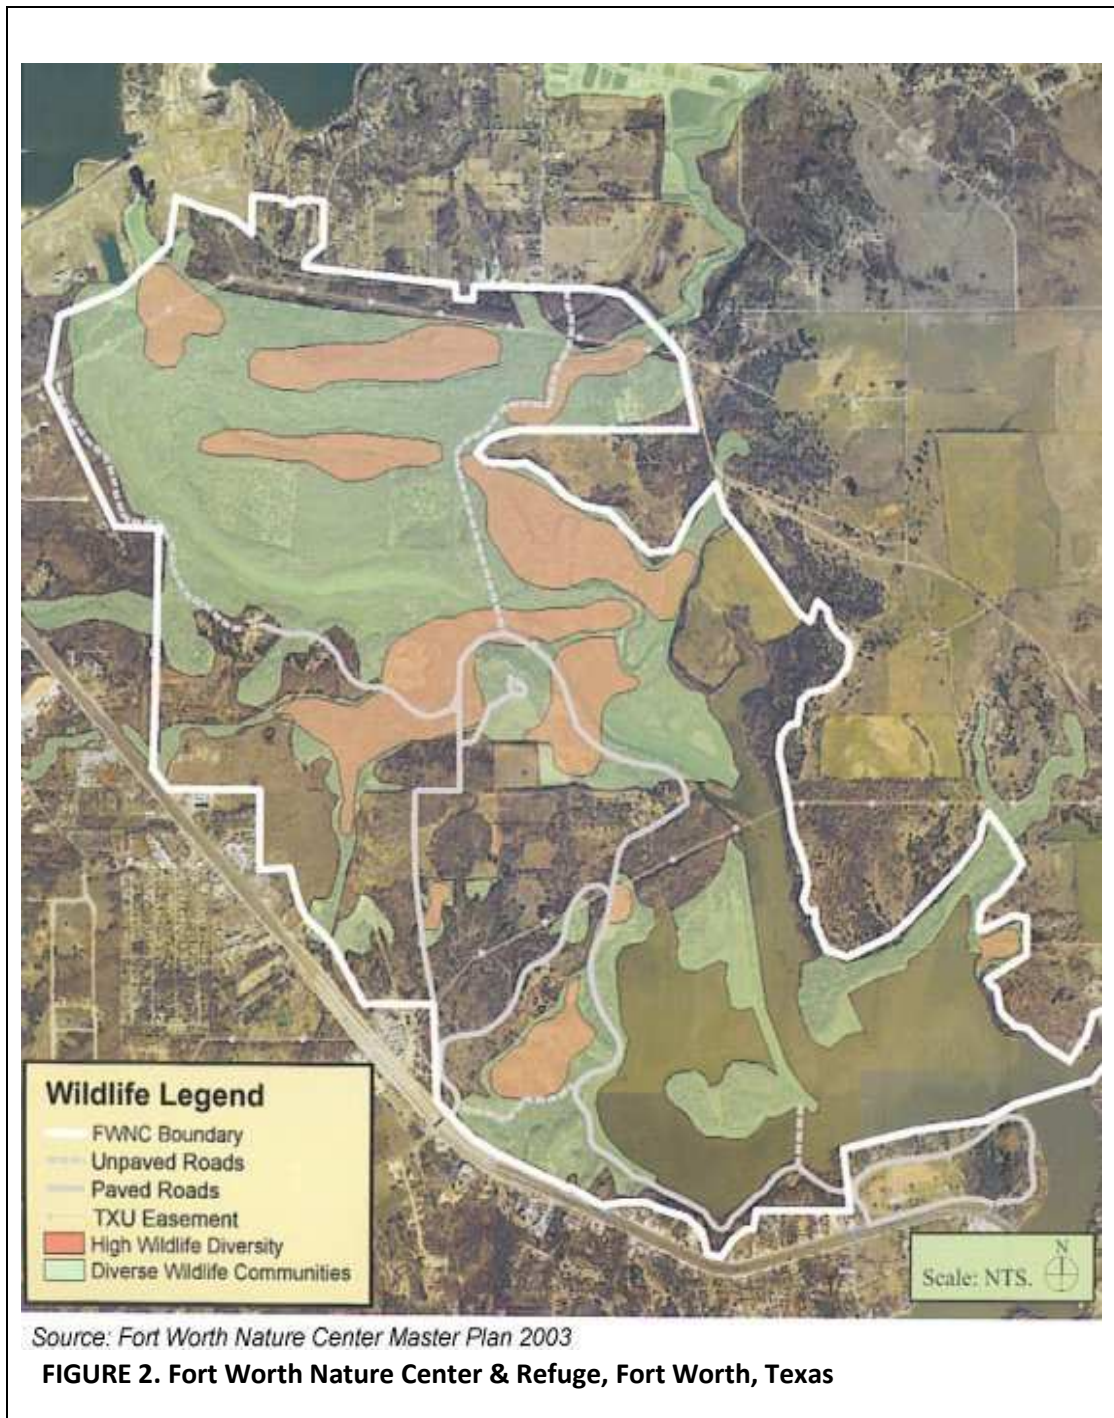 Wildlife Legend
FWNC Boundary
Unpaved Roads
Paved Roads
TXU Easement
High Wildlife Diversity
Diverse Wildlife Communities
N
Scale: NTS.
Source: Fort Worth Nature Center Master Plan 2003
FIGURE 2. Fort Worth Nature Center & Refuge, Fort Worth, Texas